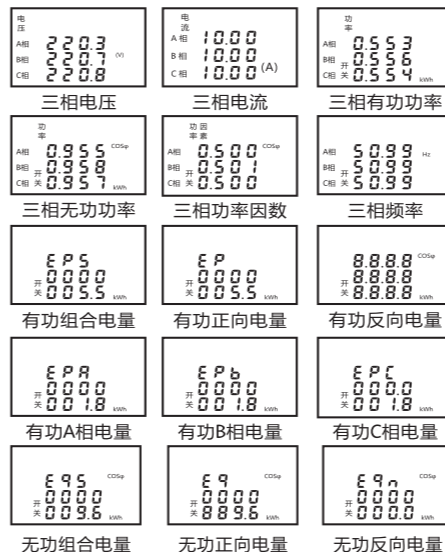 电压
A相 220.3
B相 220.7 (V)
C相 220.8
三相电压
电流
A相 10.00
B相 10.00
C相 10.00 (A)
三相电流
功率
A相 0.553
B相 开 0.556
C相 关 0.554 kWh
三相有功功率
功率
A相 0.955 COSφ
B相 开 0.958
C相 关 0.957 kWh
三相无功功率
功率因素
A相 0.500 COSφ
B相 开 0.501
C相 关 0.500
三相功率因数
A相 50.99 Hz
B相 50.99
C相 50.99
三相频率
EPS
开 0000
关 005.5 kWh
有功组合电量
EP
开 0000
关 005.5 kWh
有功正向电量
8.8.8.8 COSφ
开 8.8.8.8
关 8.8.8.8 kWh
有功反向电量
EPA
开 0000
关 001.8 kWh
有功A相电量
EPb
开 0000
关 001.8 kWh
有功B相电量
EPC
开 000.0
关 001.8 kWh
有功C相电量
E9S COSφ
开 0000
关 009.6 kWh
无功组合电量
E9 COSφ
开 0000
关 889.6 kWh
无功正向电量
E9n COSφ
开 0000
关 000.0 kWh
无功反向电量